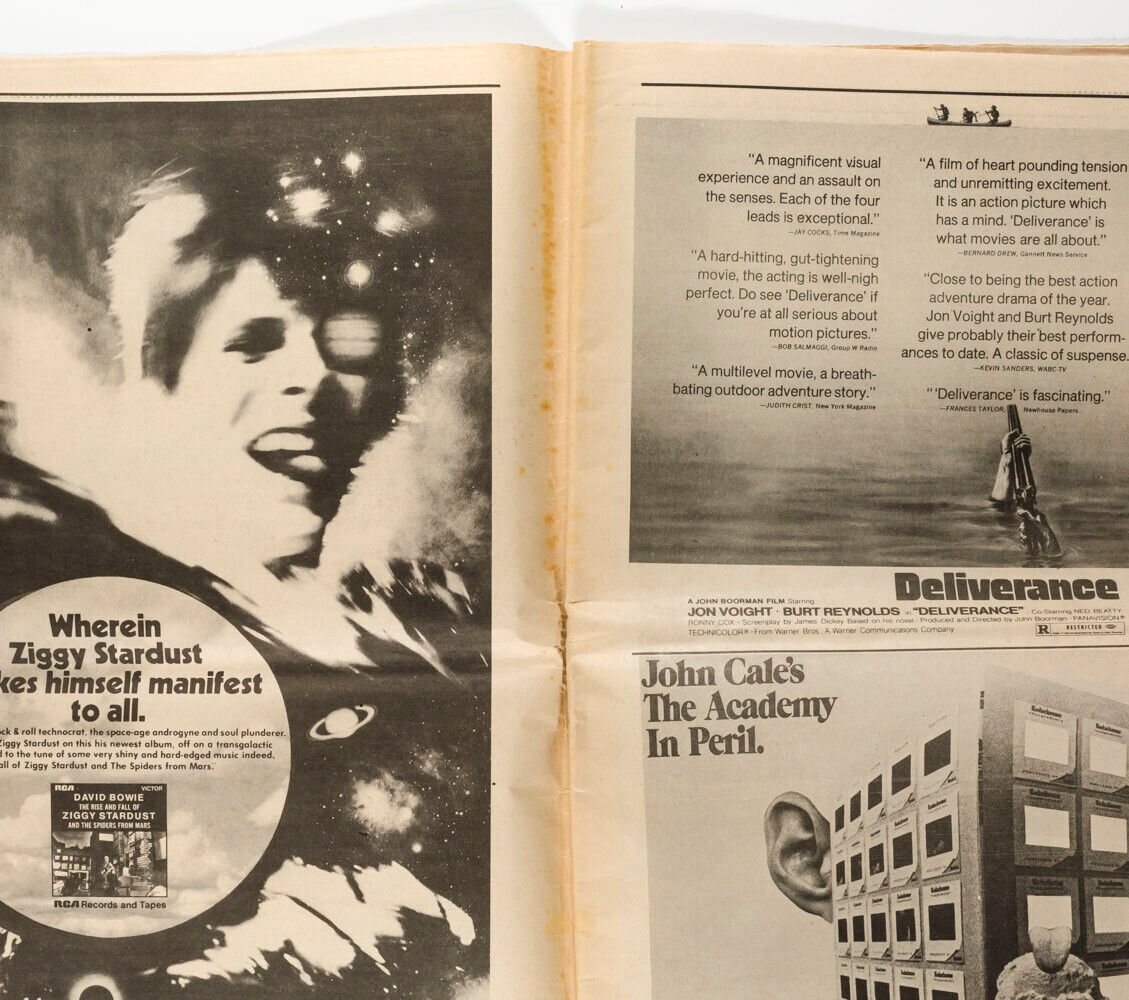 Wherein
Ziggy Stardust
kes himself manifest
to all.
ck & roll technocrat, the space-age androgyne and soul plunderer.
Ziggy Stardust on this his newest album, off on a transgalactic
d to the tune of some very shiny and hard-edged music indeed.
all of Ziggy Stardust and The Spiders from Mars.
RCA VICTOR
DAVID BOWIE
THE RISE AND FALL OF
ZIGGY STARDUST
AND THE SPIDERS FROM MARS
RCA Records and Tapes
“A magnificent visual
experience and an assault on
the senses. Each of the four
leads is exceptional.”
—JAY COCKS, Time Magazine
“A hard-hitting, gut-tightening
movie, the acting is well-nigh
perfect. Do see ‘Deliverance’ if
you’re at all serious about
motion pictures.”
—BOB SALMAGGI, Group W Radio
“A multilevel movie, a breath-
bating outdoor adventure story.”
—JUDITH CRIST, New York Magazine
“A film of heart pounding tension
and unremitting excitement.
It is an action picture which
has a mind. ‘Deliverance’ is
what movies are all about.”
—BERNARD DREW, Gannett News Service
“Close to being the best action
adventure drama of the year.
Jon Voight and Burt Reynolds
give probably their best perform-
ances to date. A classic of suspense.
—KEVIN SANDERS, WABC-TV
“‘Deliverance’ is fascinating.”
—FRANCES TAYLOR, Newhouse Papers
Deliverance
A JOHN BOORMAN FILM Starring
JON VOIGHT · BURT REYNOLDS in “DELIVERANCE” · Co-Starring NED BEATTY
RONNY COX · Screenplay by James Dickey Based on his novel · Produced and Directed by John Boorman · PANAVISION®
TECHNICOLOR® · From Warner Bros. A Warner Communications Company
R RESTRICTED
John Cale’s
The Academy
In Peril.
Kodachrome
Kodachrome
Kodachrome
Kodachrome